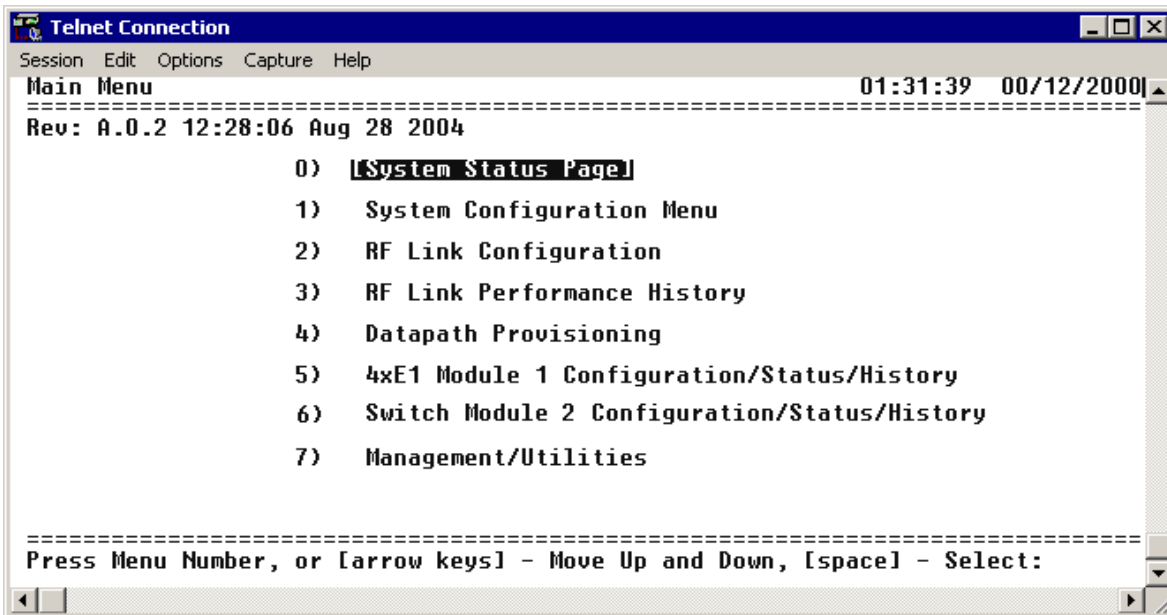 Telnet Connection
Session Edit Options Capture Help
Main Menu 01:31:39 00/12/2000
================================================================================
Rev: A.0.2 12:28:06 Aug 28 2004
0) [System Status Page]
1) System Configuration Menu
2) RF Link Configuration
3) RF Link Performance History
4) Datapath Provisioning
5) 4xE1 Module 1 Configuration/Status/History
6) Switch Module 2 Configuration/Status/History
7) Management/Utilities
================================================================================
Press Menu Number, or [arrow keys] - Move Up and Down, [space] - Select: